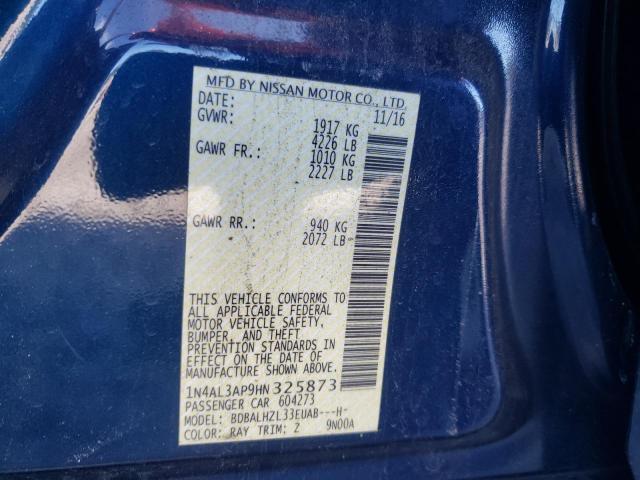 MFD BY NISSAN MOTOR CO., LTD.
DATE: 11/16
GVWR: 1917 KG
4226 LB
GAWR FR.: 1010 KG
2227 LB
GAWR RR.: 940 KG
2072 LB
THIS VEHICLE CONFORMS TO
ALL APPLICABLE FEDERAL
MOTOR VEHICLE SAFETY,
BUMPER, AND THEFT
PREVENTION STANDARDS IN
EFFECT ON THE DATE OF
MANUFACTURE SHOWN ABOVE.
1N4AL3AP9HN325873
PASSENGER CAR 604273
MODEL: BDBALHZL33EUAB---H-
COLOR: RAY TRIM: Z 9N00A